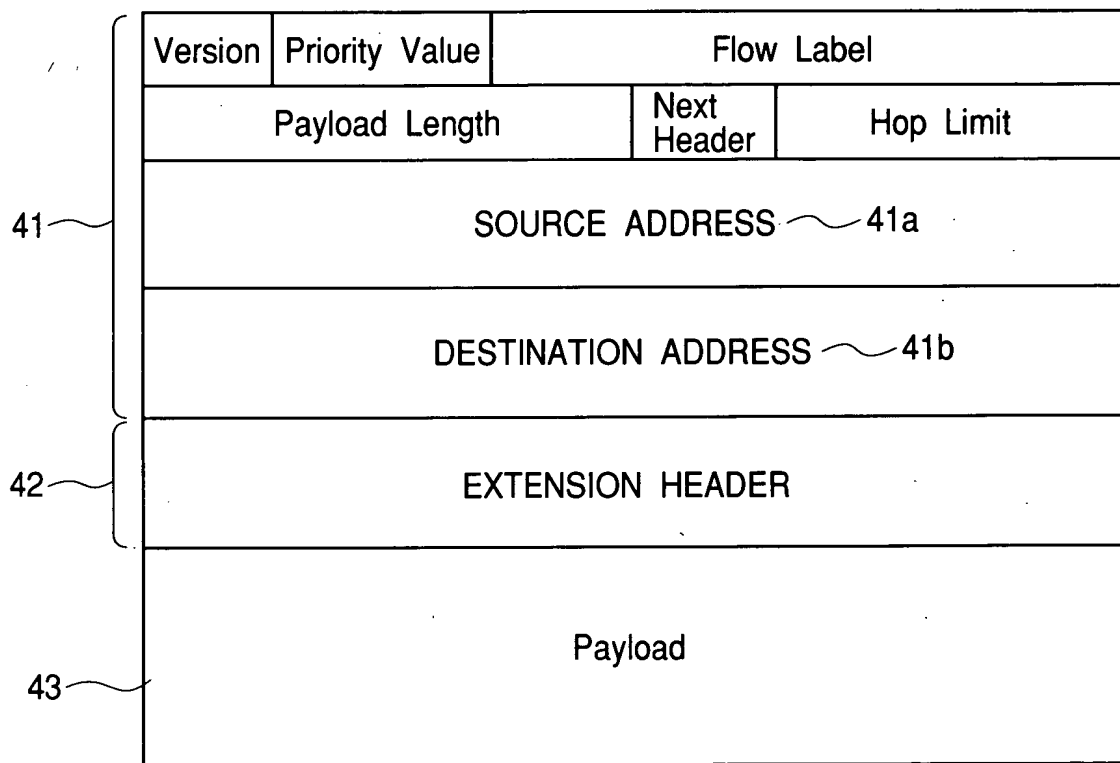 Version Priority Value Flow Label
Payload Length Next Header Hop Limit
41 SOURCE ADDRESS 41a
DESTINATION ADDRESS 41b
42 EXTENSION HEADER
Payload
43